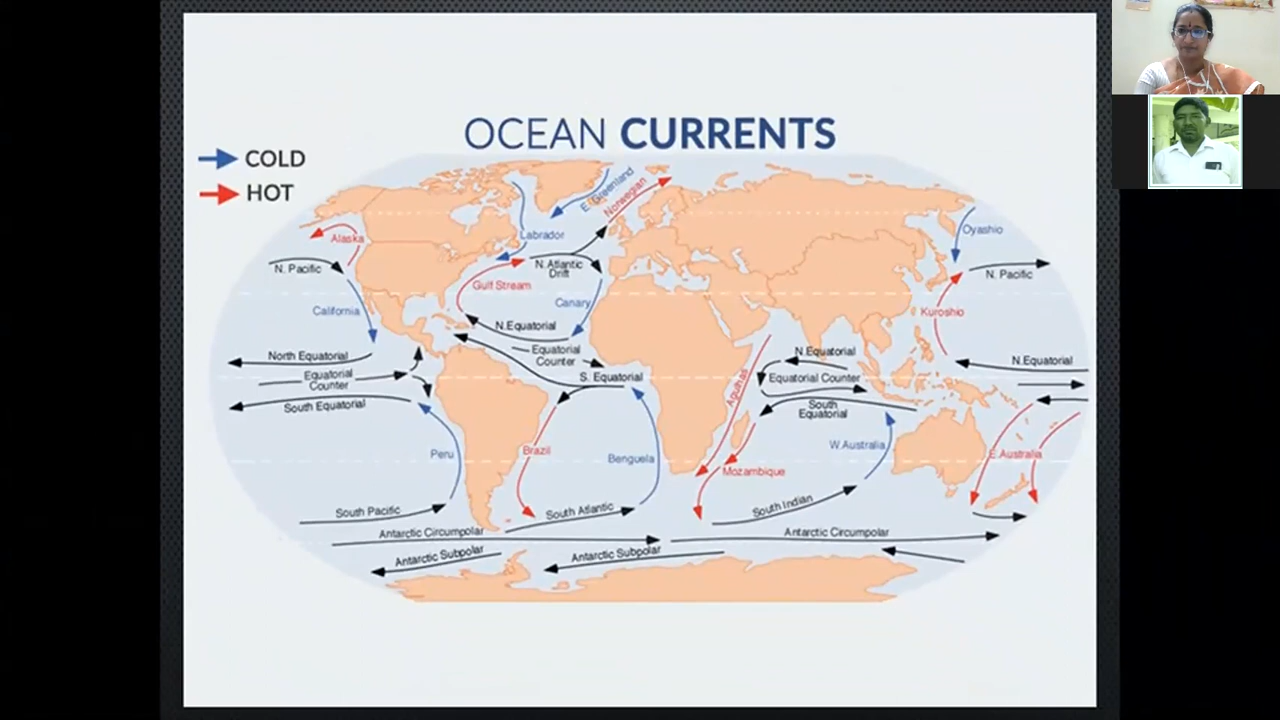 OCEAN CURRENTS
COLD
HOT
E.Greenland
Norwegian
Labrador
Alaska
N. Pacific
N.Atlantic
Drift
Gulf Stream
Canary
California
N.Equatorial
Oyashio
N. Pacific
Kuroshio
North Equatorial
Equatorial
Counter
South Equatorial
Equatorial
Counter
S. Equatorial
Agulhas
N.Equatorial
Equatorial Counter
South
Equatorial
N.Equatorial
Peru
Brazil
Benguela
Mozambique
W.Australia
E.Australia
South Pacific
South Atlantic
South Indian
Antarctic Circumpolar
Antarctic Circumpolar
Antarctic Subpolar
Antarctic Subpolar